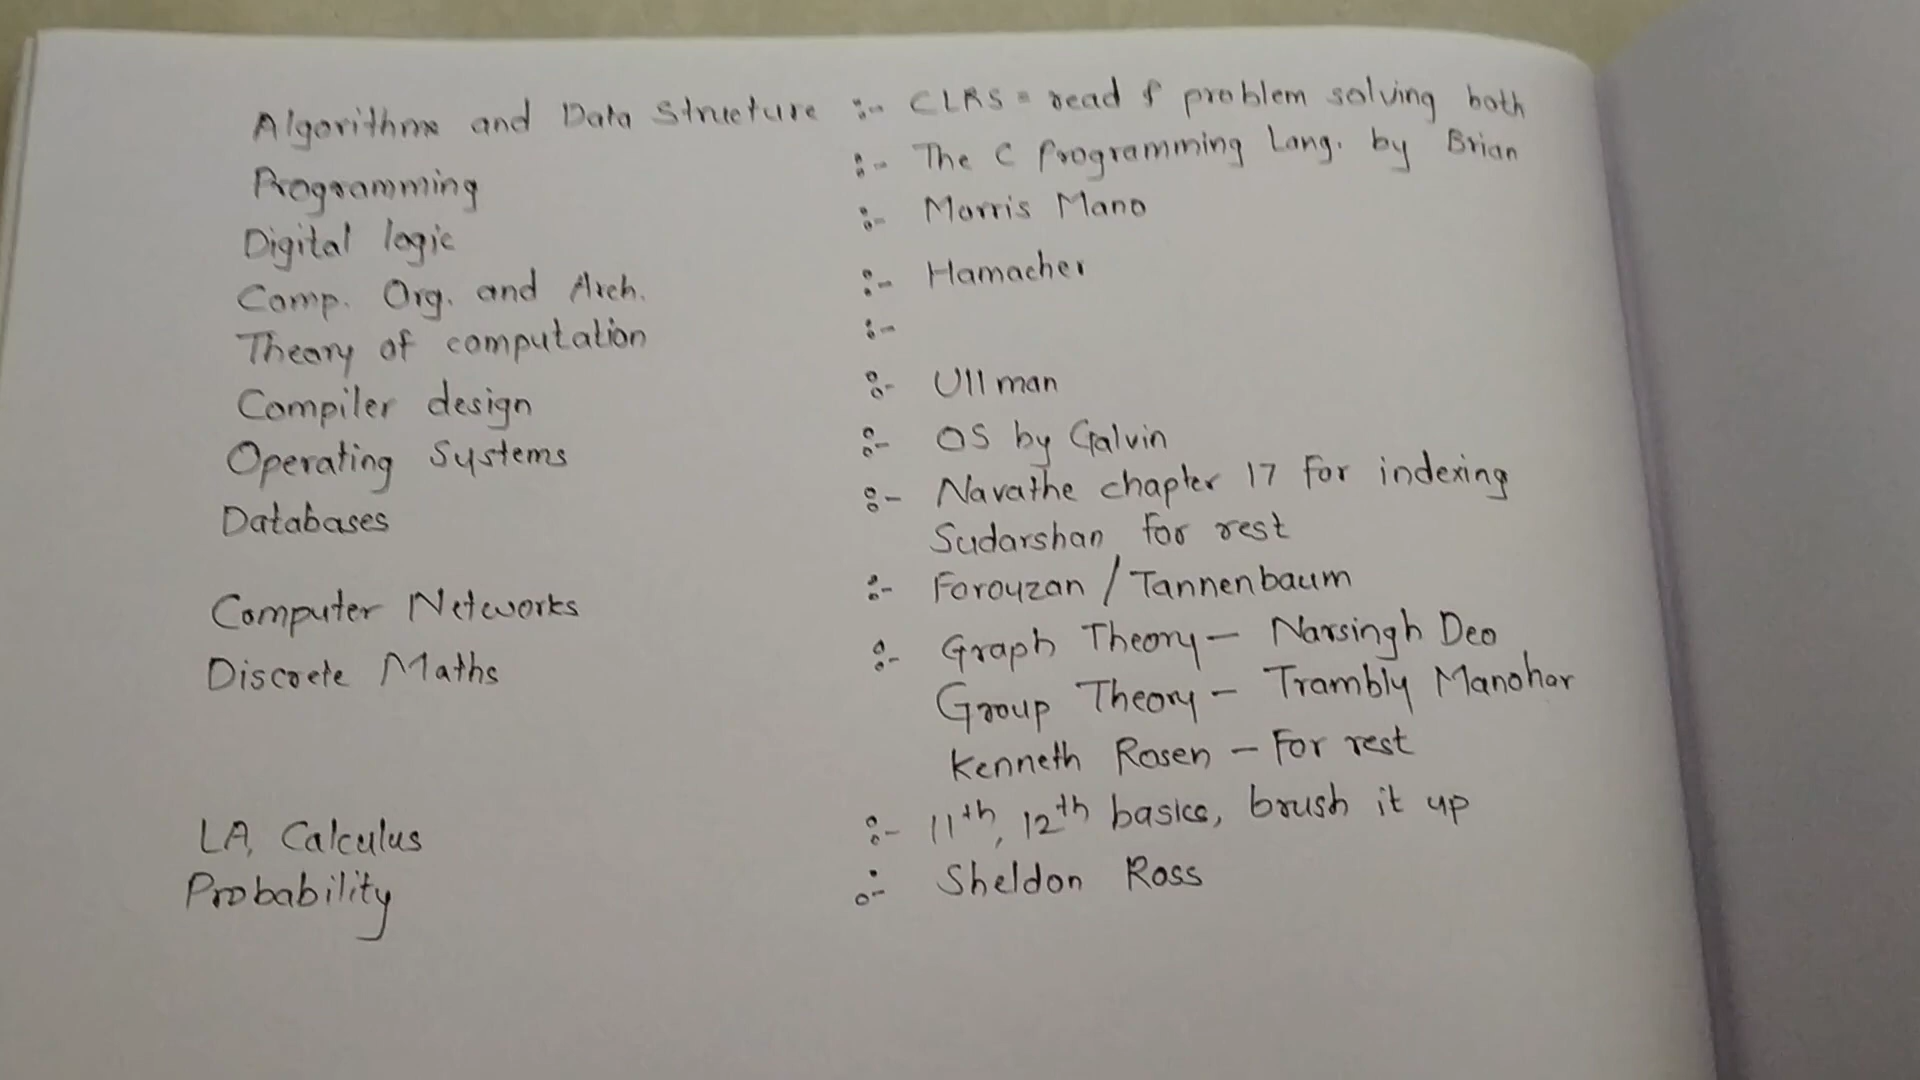 Algorithms and Data Structure :- CLRS = read & problem solving both
Programming :- The C Programming Lang. by Brian
Digital logic :- Morris Mano
Comp. Org. and Arch. :- Hamacher
Theory of computation :-
Compiler design :- Ullman
Operating Systems :- OS by Galvin
Databases :- Navathe chapter 17 for indexing
Sudarshan for rest
Computer Networks :- Forouzan / Tannenbaum
Discrete Maths :- Graph Theory - Narsingh Deo
Group Theory - Trambly Manohar
Kenneth Rosen - For rest
LA, Calculus :- 11th, 12th basics, brush it up
Probability :- Sheldon Ross